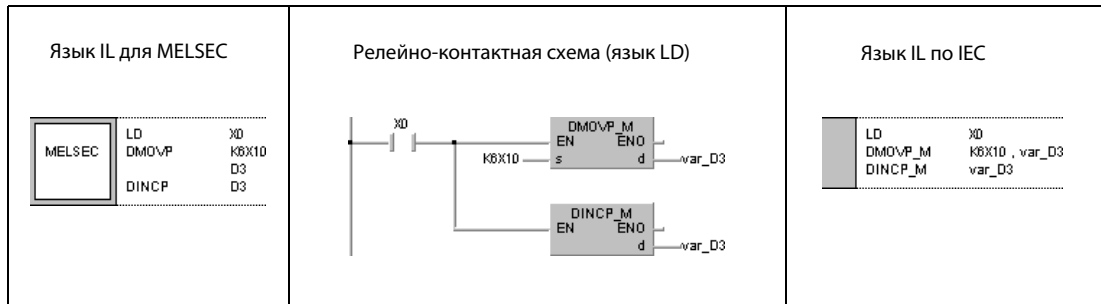 Язык IL для MELSEC
MELSEC
LD X0
DMOVP K6X10
D3
DINCP D3
Релейно-контактная схема (язык LD)
X0
DMOVP_M
EN ENO
K6X10 s d var_D3
DINCP_M
EN ENO
d var_D3
Язык IL по IEC
LD X0
DMOVP_M K6X10 , var_D3
DINCP_M var_D3